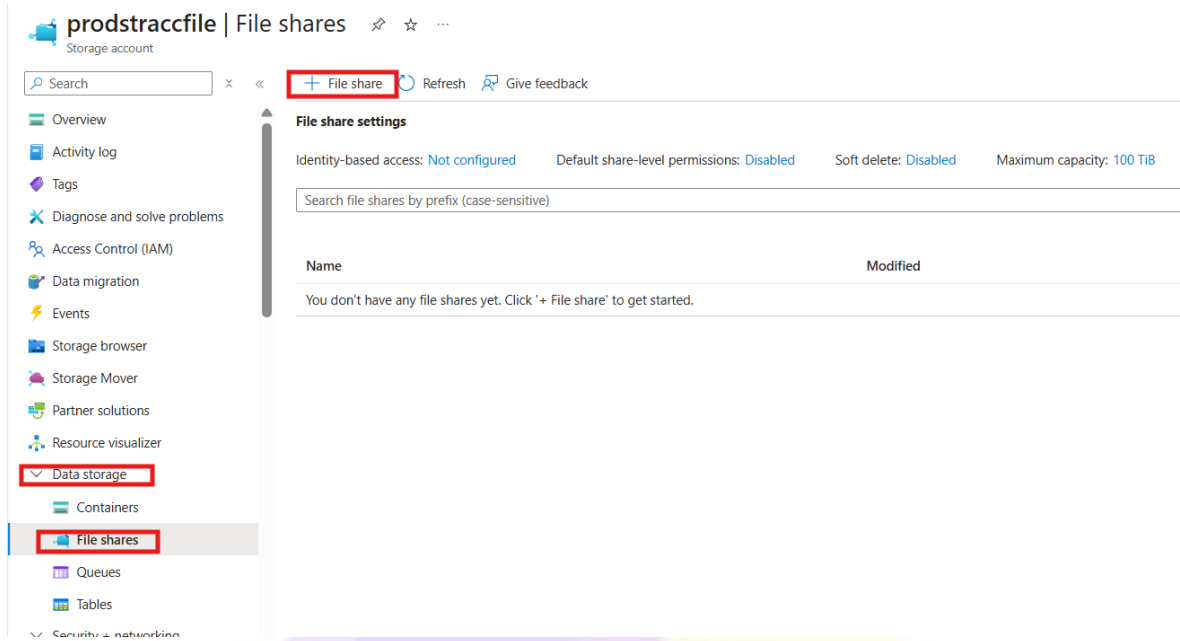 prodstraccfile | File shares
Storage account
Search
+ File share Refresh Give feedback
Overview
Activity log
Tags
Diagnose and solve problems
Access Control (IAM)
Data migration
Events
Storage browser
Storage Mover
Partner solutions
Resource visualizer
Data storage
Containers
File shares
Queues
Tables
Security + networking
File share settings
Identity-based access: Not configured Default share-level permissions: Disabled Soft delete: Disabled Maximum capacity: 100 TiB
Search file shares by prefix (case-sensitive)
Name Modified
You don't have any file shares yet. Click '+ File share' to get started.